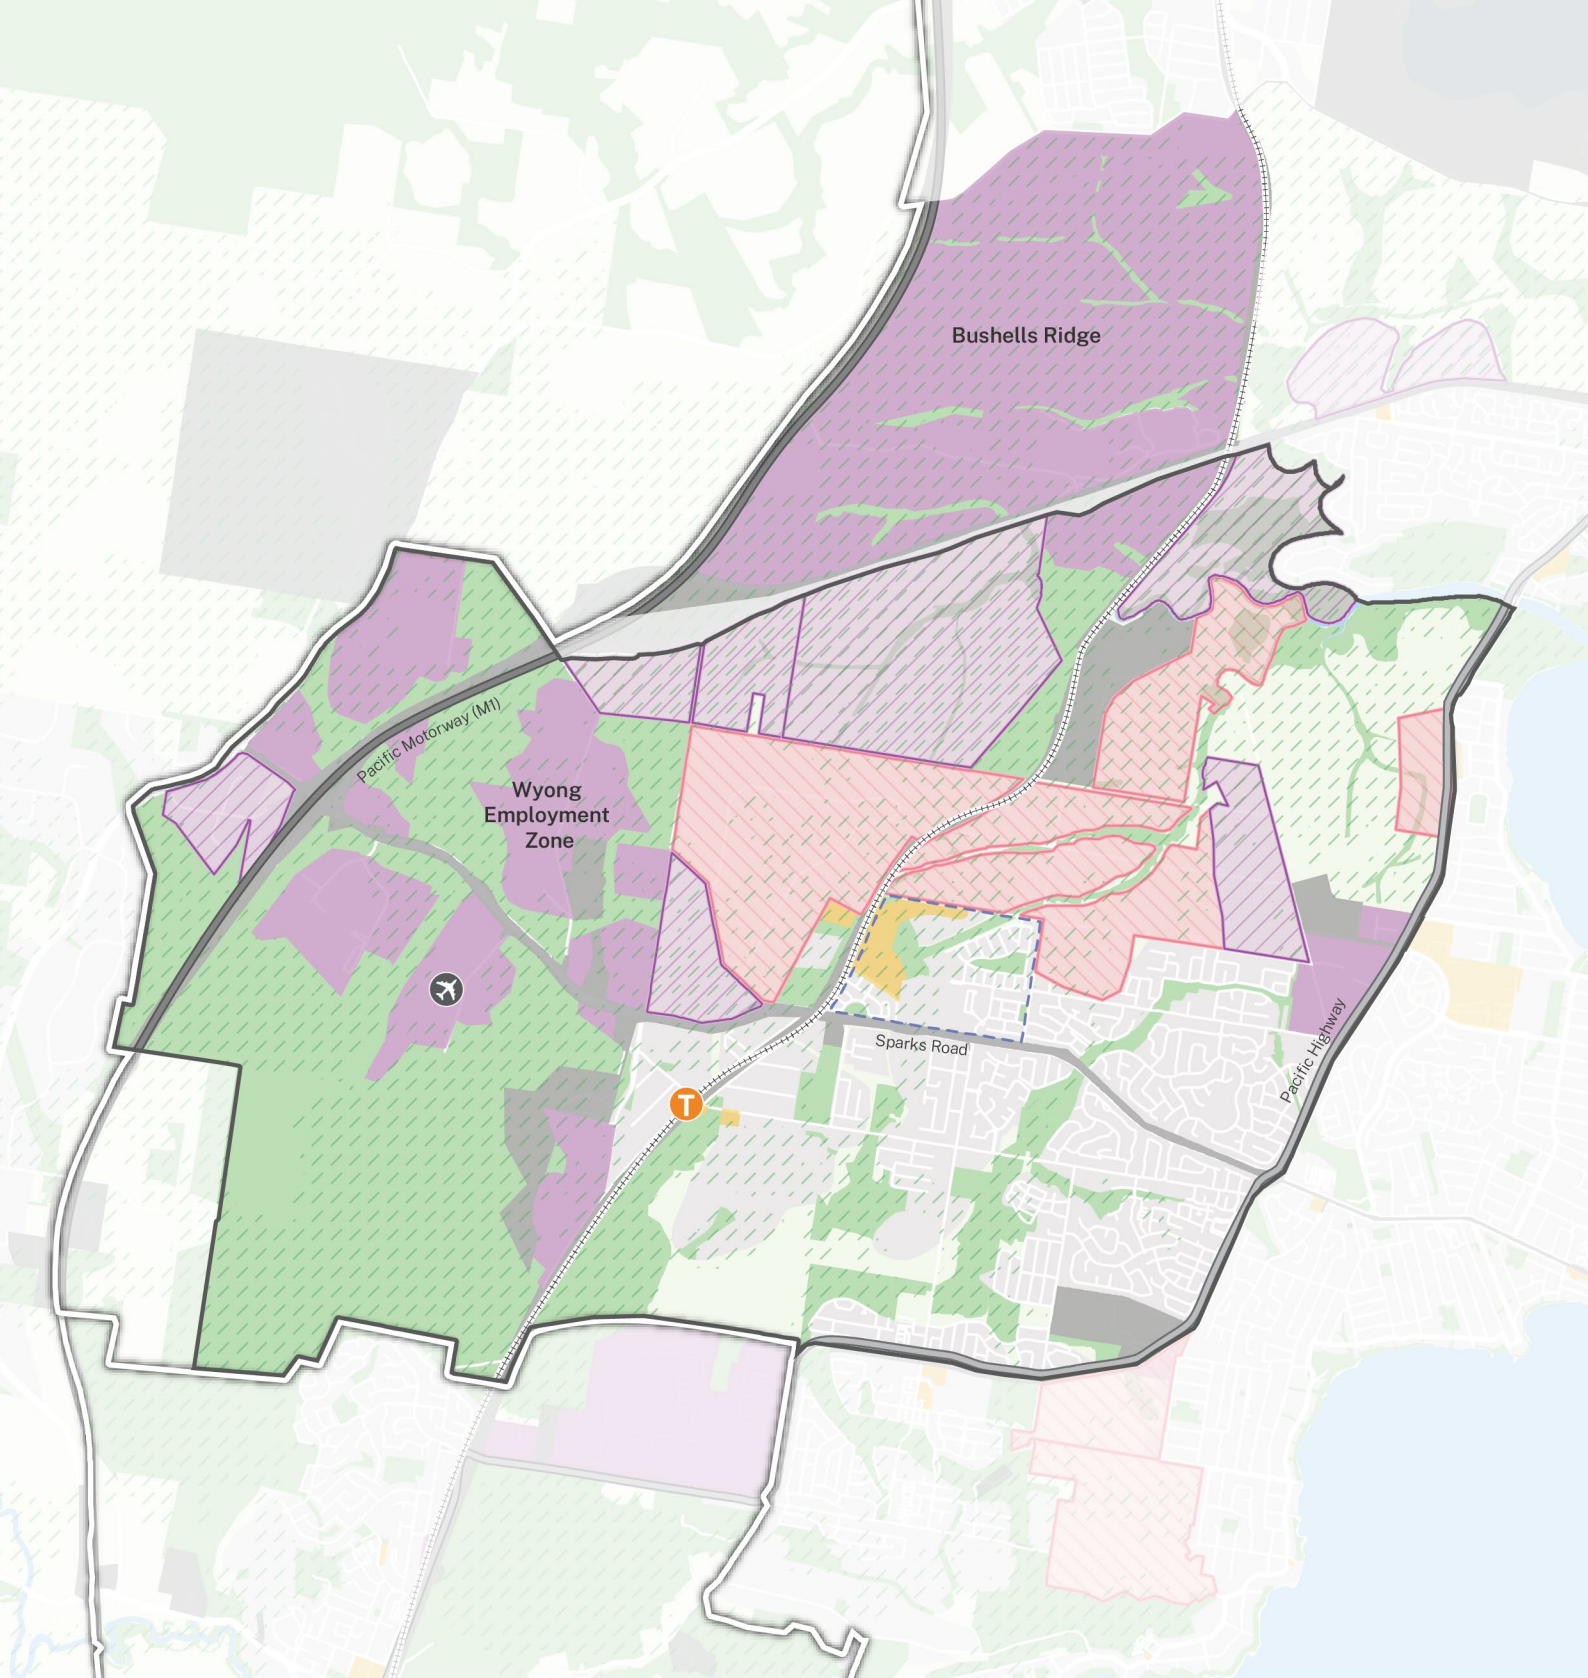 Bushells Ridge
Pacific Motorway (M1)
Wyong
Employment
Zone
Sparks Road
Pacific Highway
T